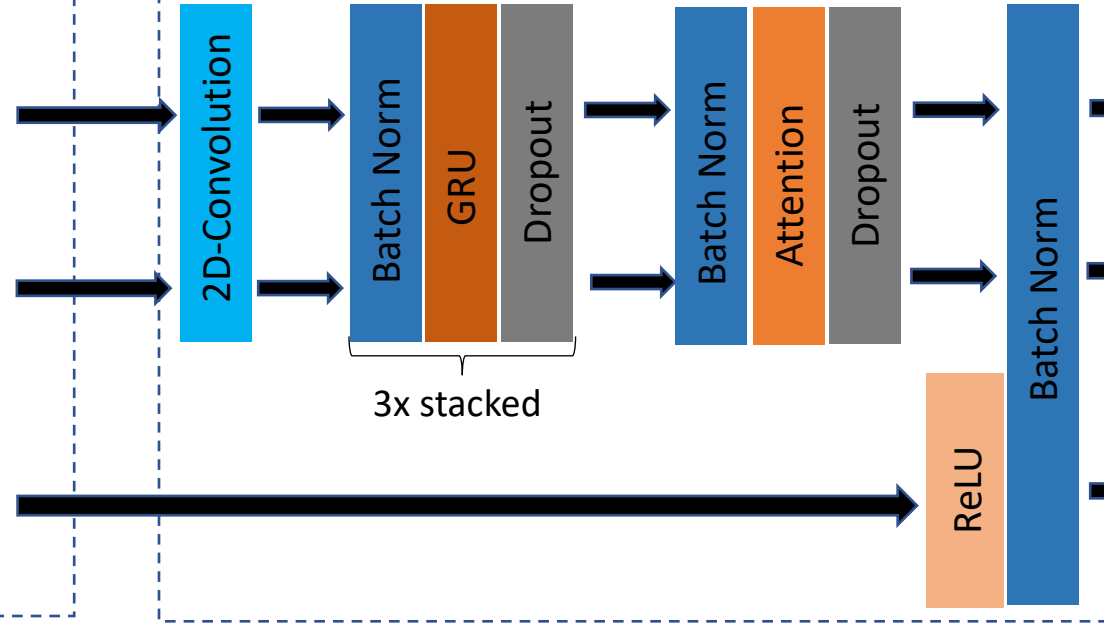 2D-Convolution
Batch Norm
GRU
Dropout
3x stacked
Batch Norm
Attention
Dropout
ReLU
Batch Norm